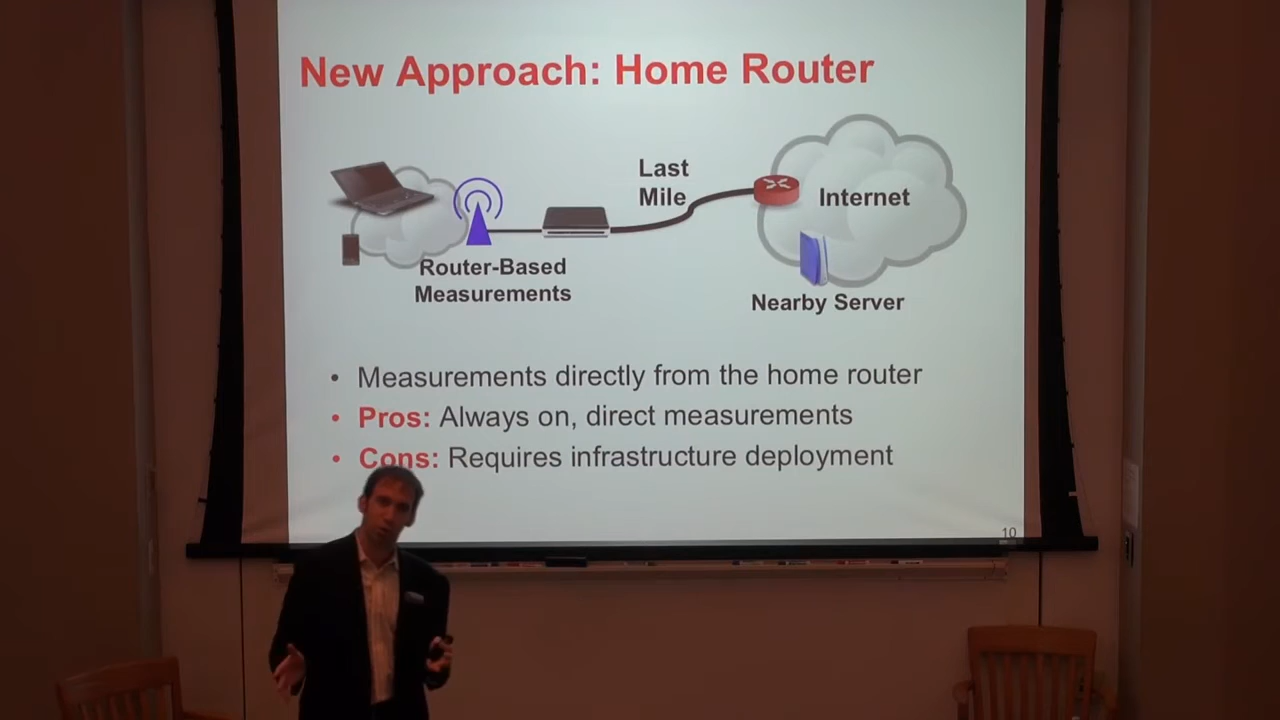 New Approach: Home Router
Last
Mile
Internet
Router-Based
Measurements
Nearby Server
• Measurements directly from the home router
• Pros: Always on, direct measurements
• Cons: Requires infrastructure deployment
10